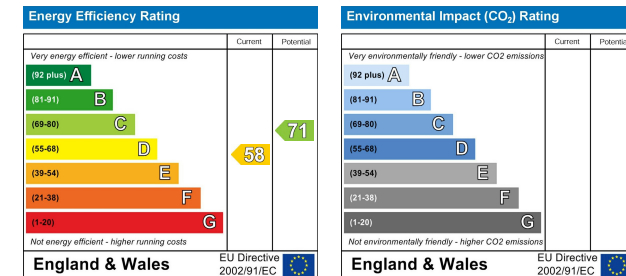 Energy Efficiency Rating
Current Potential
Very energy efficient - lower running costs
(92 plus) A
(81-91) B
(69-80) C
71
(55-68) D
58
(39-54) E
(21-38) F
(1-20) G
Not energy efficient - higher running costs
England & Wales
EU Directive
2002/91/EC
Environmental Impact (CO₂) Rating
Current Potential
Very environmentally friendly - lower CO2 emissions
(92 plus) A
(81-91) B
(69-80) C
(55-68) D
(39-54) E
(21-38) F
(1-20) G
Not environmentally friendly - higher CO2 emissions
England & Wales
EU Directive
2002/91/EC